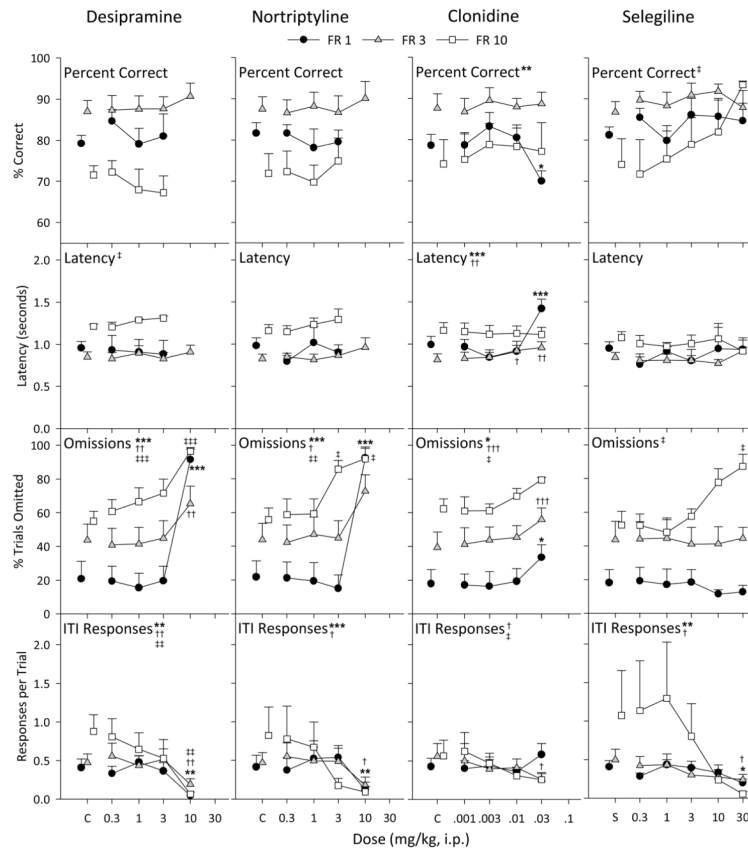 Desipramine Nortriptyline Clonidine Selegiline
FR 1 FR 3 FR 10
Percent Correct Percent Correct Percent Correct** Percent Correct‡
100
90
80
70
60
% Correct
*
Latency‡ Latency Latency***
†† Latency
2.0
1.5
1.0
0.5
0.0
Latency (seconds)
***
†
††
Omissions***
††
‡‡‡ Omissions***
†
‡‡ Omissions*
†††
‡ Omissions‡
100
80
60
40
20
0
% Trials Omitted
‡‡‡
***
††
***
‡
‡
†††
*
‡
ITI Responses**
††
‡‡ ITI Responses***
† ITI Responses†
‡ ITI Responses**
†
2.0
1.5
1.0
0.5
0.0
Responses per Trial
‡‡
††
**
†
**
†
†
*
C 0.3 1 3 10 30 C 0.3 1 3 10 30 C .001 .003 .01 .03 .1 S 0.3 1 3 10 30
Dose (mg/kg, i.p.)